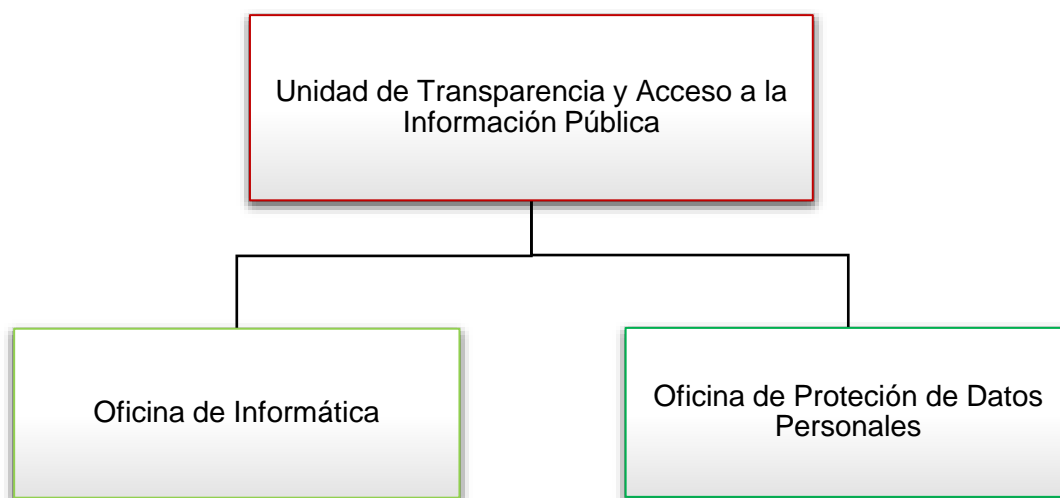 Unidad de Transparencia y Acceso a la
Información Pública
Oficina de Informática
Oficina de Proteción de Datos
Personales